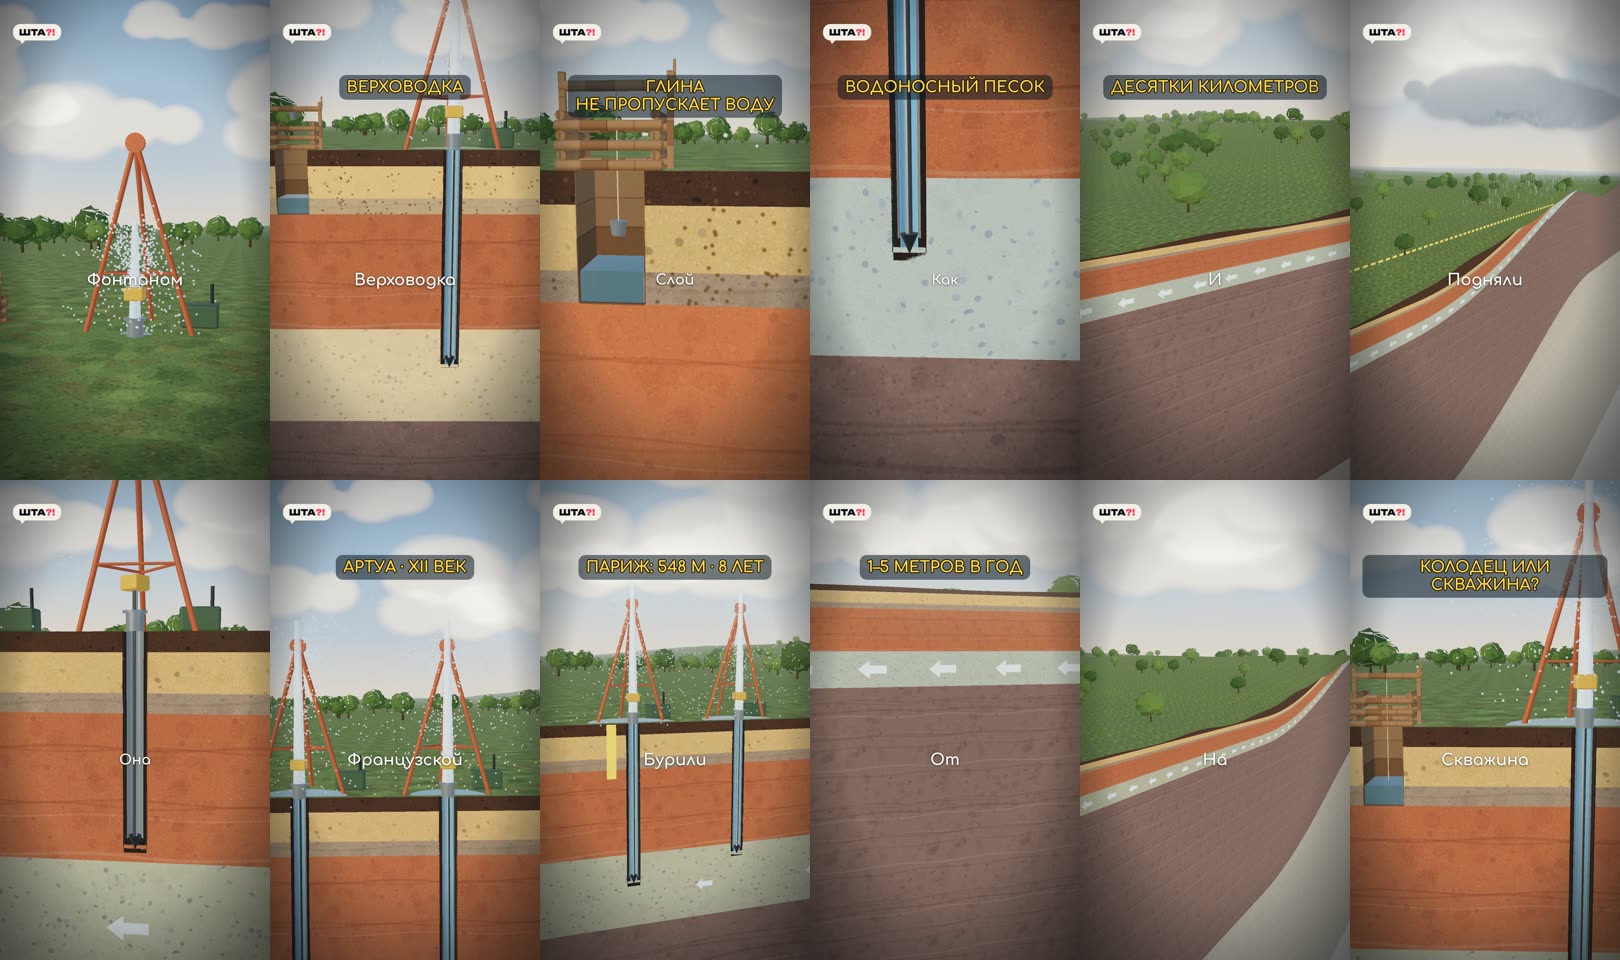 ШТА?!
Фонтаном
ШТА?!
ВЕРХОВОДКА
Верховодка
ШТА?!
ГЛИНА
НЕ ПРОПУСКАЕТ ВОДУ
Слой
ШТА?!
ВОДОНОСНЫЙ ПЕСОК
Как
ШТА?!
ДЕСЯТКИ КИЛОМЕТРОВ
И
ШТА?!
Подняли
ШТА?!
Она
ШТА?!
АРТУА · XII ВЕК
Французской
ШТА?!
ПАРИЖ: 548 М · 8 ЛЕТ
Бурили
ШТА?!
1–5 МЕТРОВ В ГОД
От
ШТА?!
На
ШТА?!
КОЛОДЕЦ ИЛИ
СКВАЖИНА?
Скважина